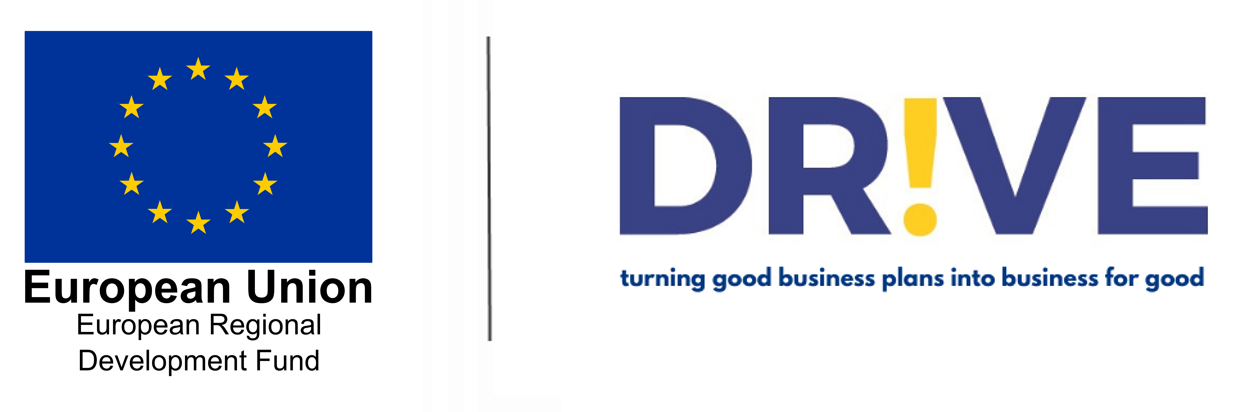 European Union
European Regional
Development Fund
DR!VE
turning good business plans into business for good